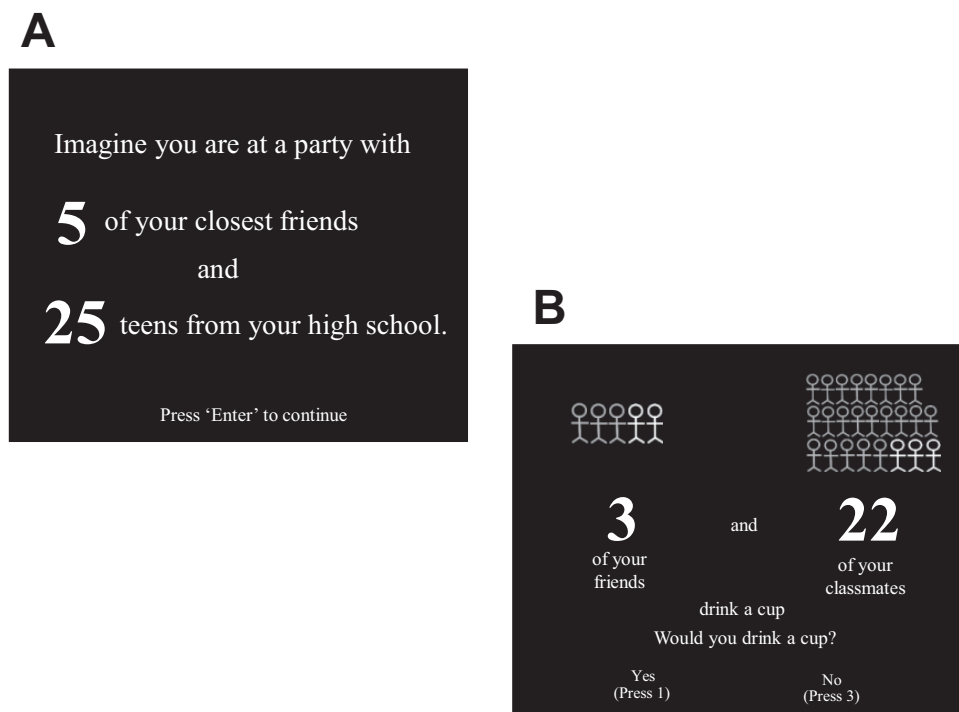 A
Imagine you are at a party with
5 of your closest friends
and
25 teens from your high school.
Press ‘Enter’ to continue
B
3 and 22
of your
friends
of your
classmates
drink a cup
Would you drink a cup?
Yes No
(Press 1) (Press 3)